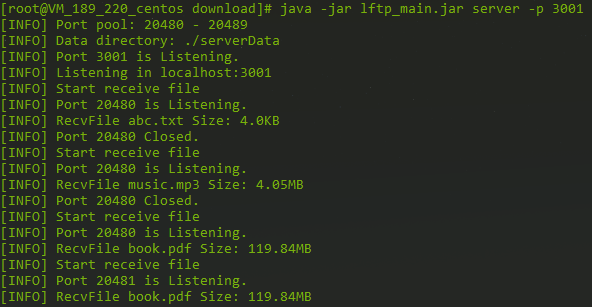 [root@VM_189_220_centos download]# java -jar lftp_main.jar server -p 3001
[INFO] Port pool: 20480 - 20489
[INFO] Data directory: ./serverData
[INFO] Port 3001 is Listening.
[INFO] Listening in localhost:3001
[INFO] Start receive file
[INFO] Port 20480 is Listening.
[INFO] RecvFile abc.txt Size: 4.0KB
[INFO] Port 20480 Closed.
[INFO] Start receive file
[INFO] Port 20480 is Listening.
[INFO] RecvFile music.mp3 Size: 4.05MB
[INFO] Port 20480 Closed.
[INFO] Start receive file
[INFO] Port 20480 is Listening.
[INFO] RecvFile book.pdf Size: 119.84MB
[INFO] Start receive file
[INFO] Port 20481 is Listening.
[INFO] RecvFile book.pdf Size: 119.84MB